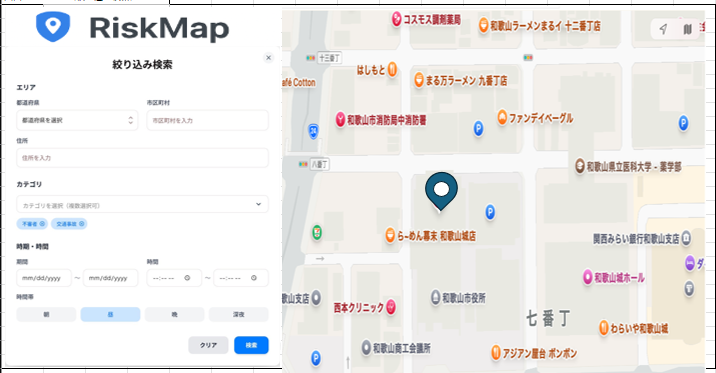 RiskMap
絞り込み検索
エリア
都道府県
市区町村
都道府県を選択
市区町村を入力
住所
住所を入力
カテゴリ
カテゴリを選択（複数選択可）
不審者
交通事故
時期・時間
期間
時間
mm/dd/yyyy ～ mm/dd/yyyy
--:-- -- ～ --:-- --
時間帯
朝
昼
晩
深夜
クリア
検索
コスモス調剤薬局
和歌山ラーメンまるイ 十二番丁店
十三番丁
はしもと
afé Cotton
まる万ラーメン 九番丁店
和歌山市消防局中消防署
ファンデイベーグル
24
P
P
八番丁
和歌山県立医科大学 - 薬学部
P
らーめん幕末 和歌山城店
関西みらい銀行和歌山支店
ダ
和歌山城ホール
山支店
西本クリニック
和歌山市役所
七番丁
わらいや和歌山城
和歌山商工会議所
アジアン屋台 ボンボン
P